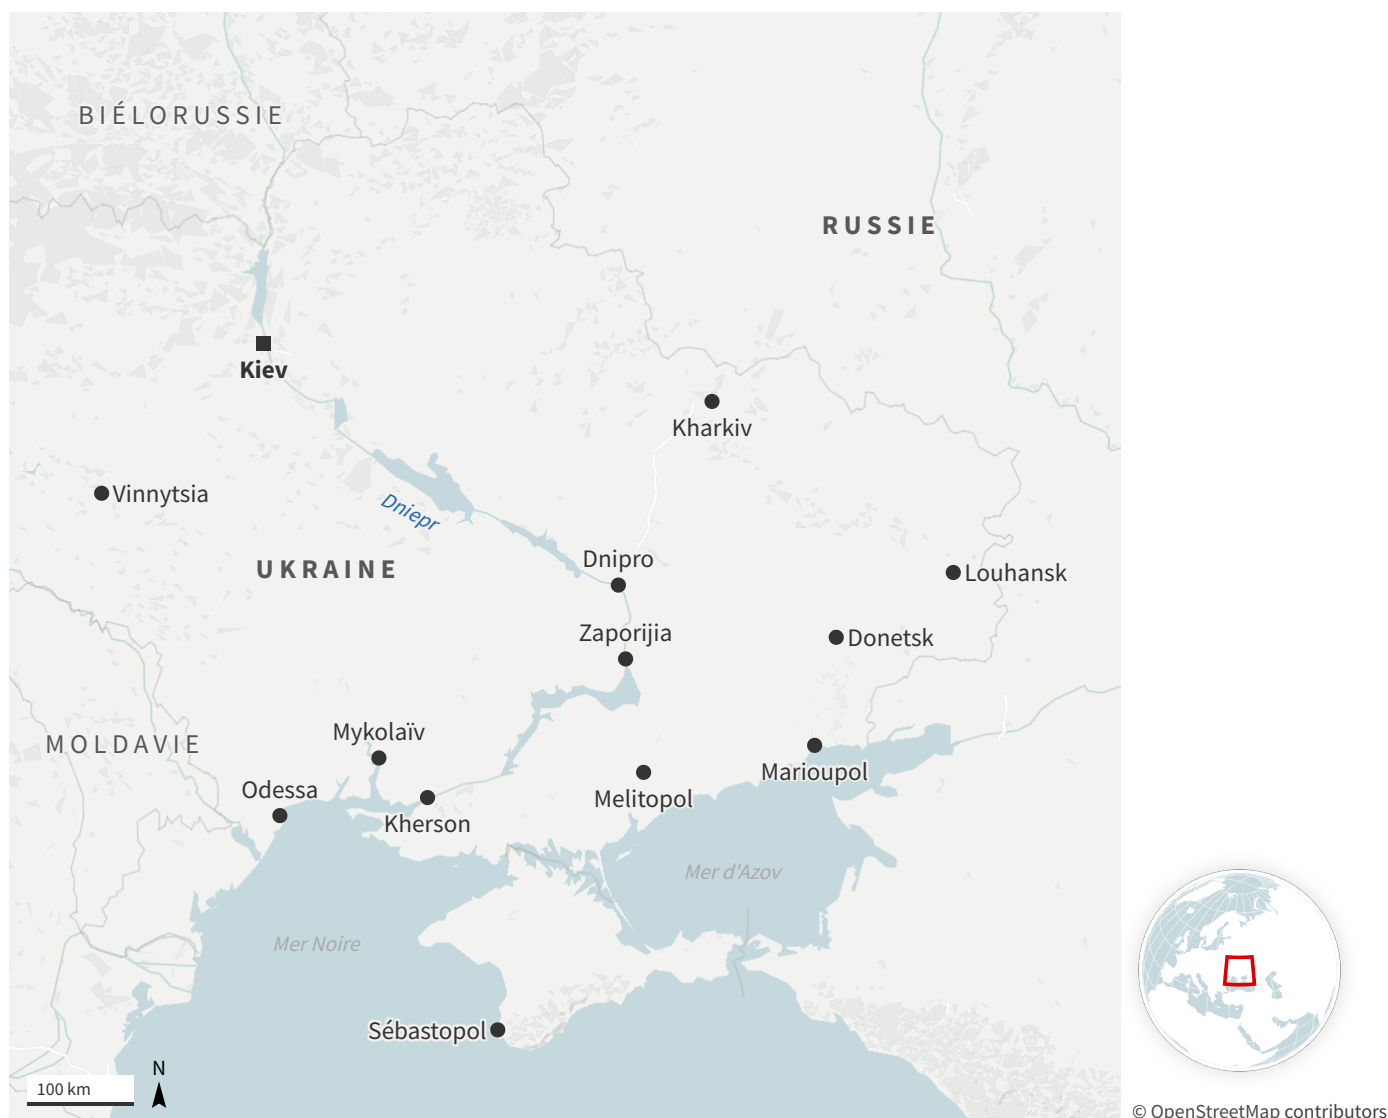 BIÉLORUSSIE
RUSSIE
Kiev
Kharkiv
Vinnytsia
Dniepr
Dnipro
UKRAINE
Louhansk
Zaporijia
Donetsk
Mykolaïv
MOLDAVIE
Marioupol
Odessa
Melitopol
Kherson
Mer d'Azov
Mer Noire
Sébastopol
N
100 km
© OpenStreetMap contributors